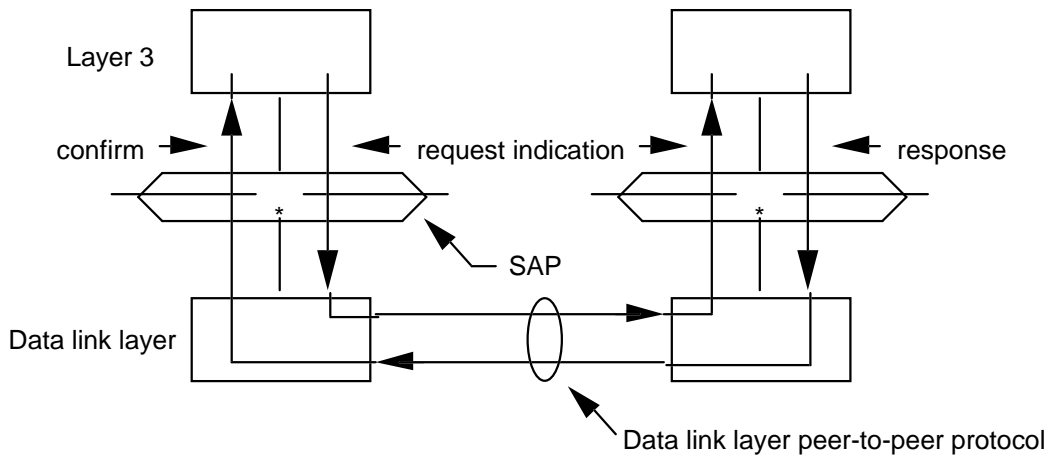 Layer 3
confirm request indication response
* *
SAP
Data link layer
Data link layer peer-to-peer protocol